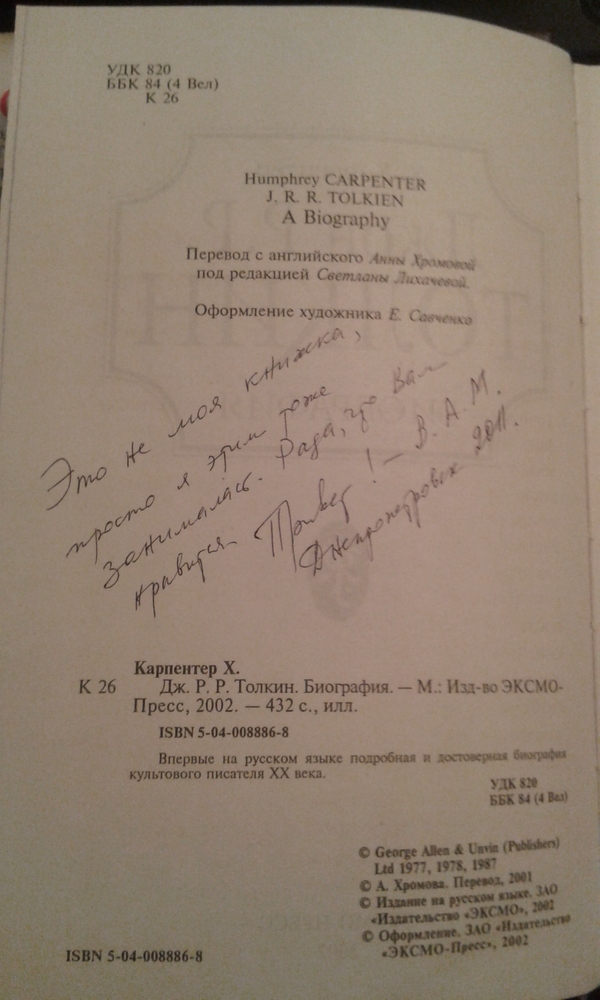 УДК 820
ББК 84 (4 Вел)
К 26
Humphrey CARPENTER
J. R. R. TOLKIEN
A Biography
Перевод с английского Анны Хромовой
под редакцией Светланы Лихачевой.
Оформление художника Е. Савченко
Это не моя книжка,
просто я этим тоже
занималась. Рада, что Вам
нравится. Привет! – В. А. М.
Днепропетровск 2011.
Карпентер Х.
К 26 Дж. Р. Р. Толкин. Биография. — М.: Изд-во ЭКСМО-
Пресс, 2002. — 432 с., илл.
ISBN 5-04-008886-8
Впервые на русском языке подробная и достоверная биография
культового писателя XX века.
УДК 820
ББК 84 (4 Вел)
© George Allen & Unvin (Publishers)
Ltd 1977, 1978, 1987
© А. Хромова. Перевод, 2001
© Издание на русском языке. ЗАО
«Издательство «ЭКСМО», 2002
© Оформление. ЗАО «Издательство
«ЭКСМО-Пресс», 2002
ISBN 5-04-008886-8